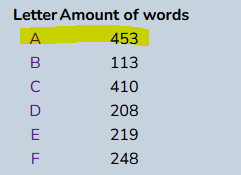 Letter Amount of words
A 453
B 113
C 410
D 208
E 219
F 248